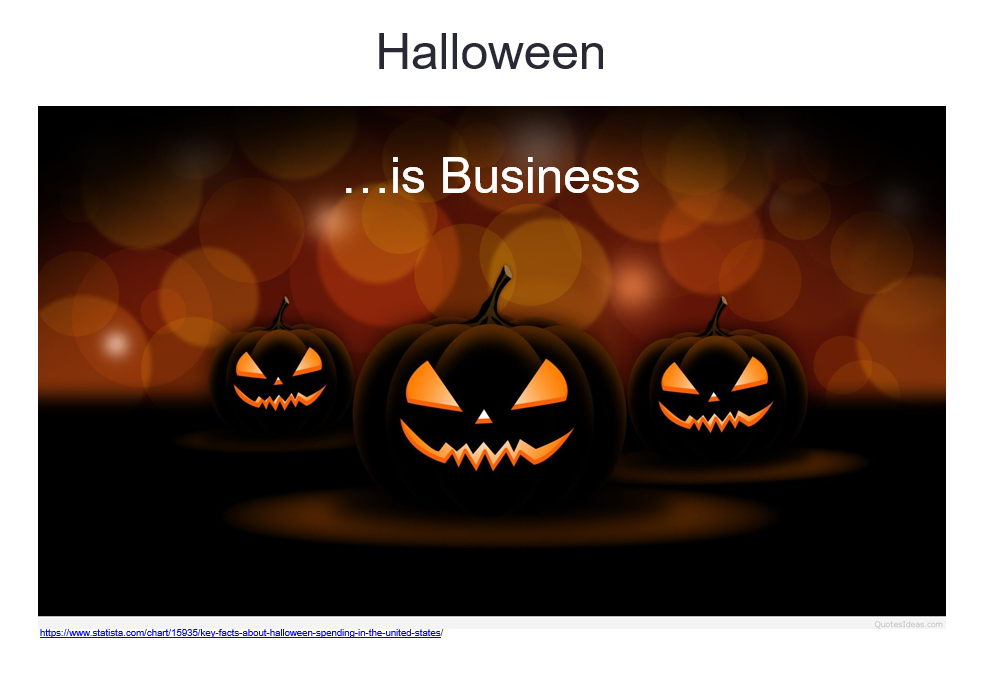 Halloween
…is Business
QuotesIdeas.com
https://www.statista.com/chart/15935/key-facts-about-halloween-spending-in-the-united-states/